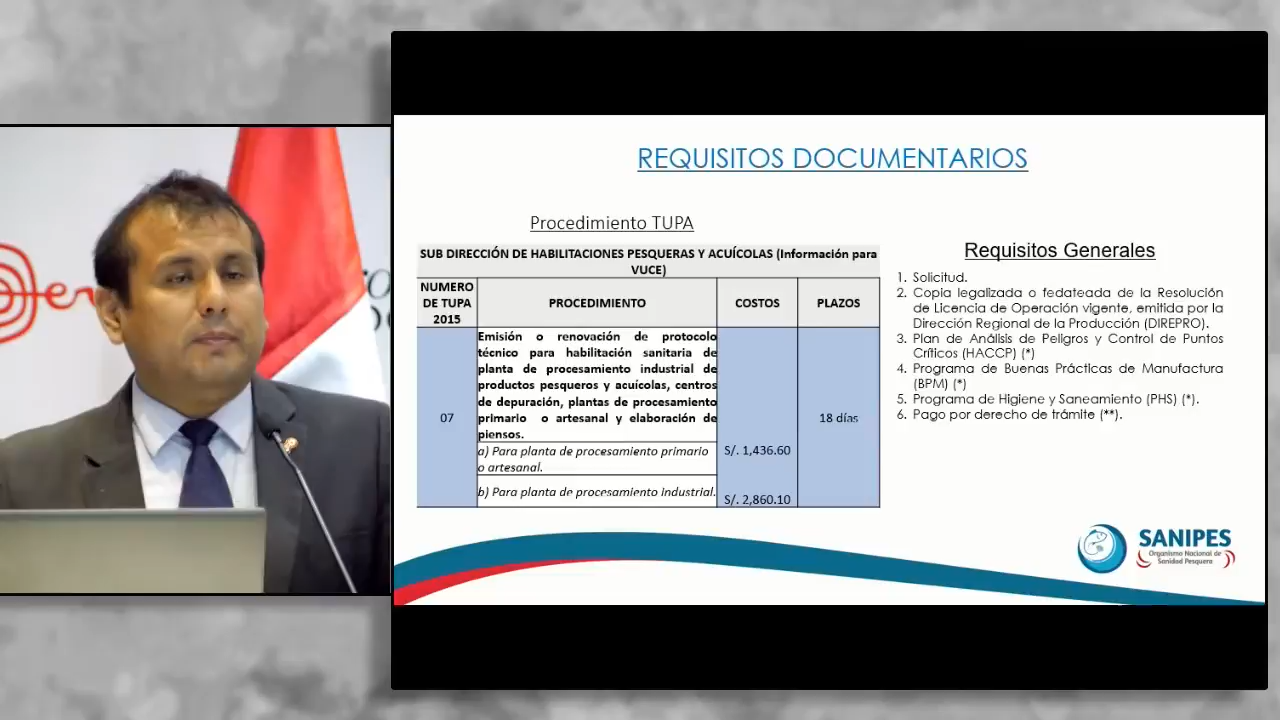 REQUISITOS DOCUMENTARIOS
Procedimiento TUPA
SUB DIRECCIÓN DE HABILITACIONES PESQUERAS Y ACUÍCOLAS (Información para
VUCE)
NUMERO
DE TUPA
2015
PROCEDIMIENTO
COSTOS
PLAZOS
07
Emisión o renovación de protocolo
técnico para habilitación sanitaria de
planta de procesamiento industrial de
productos pesqueros y acuícolas, centros
de depuración, plantas de procesamiento
primario o artesanal y elaboración de
piensos.
a) Para planta de procesamiento primario
o artesanal.
b) Para planta de procesamiento industrial.
S/. 1,436.60
S/. 2,860.10
18 días
Requisitos Generales
1. Solicitud.
2. Copia legalizada o fedateada de la Resolución
de Licencia de Operación vigente, emitida por la
Dirección Regional de la Producción (DIREPRO).
3. Plan de Análisis de Peligros y Control de Puntos
Críticos (HACCP) (*)
4. Programa de Buenas Prácticas de Manufactura
(BPM) (*)
5. Programa de Higiene y Saneamiento (PHS) (*).
6. Pago por derecho de trámite (**).
SANIPES
Organismo Nacional de
Sanidad Pesquera